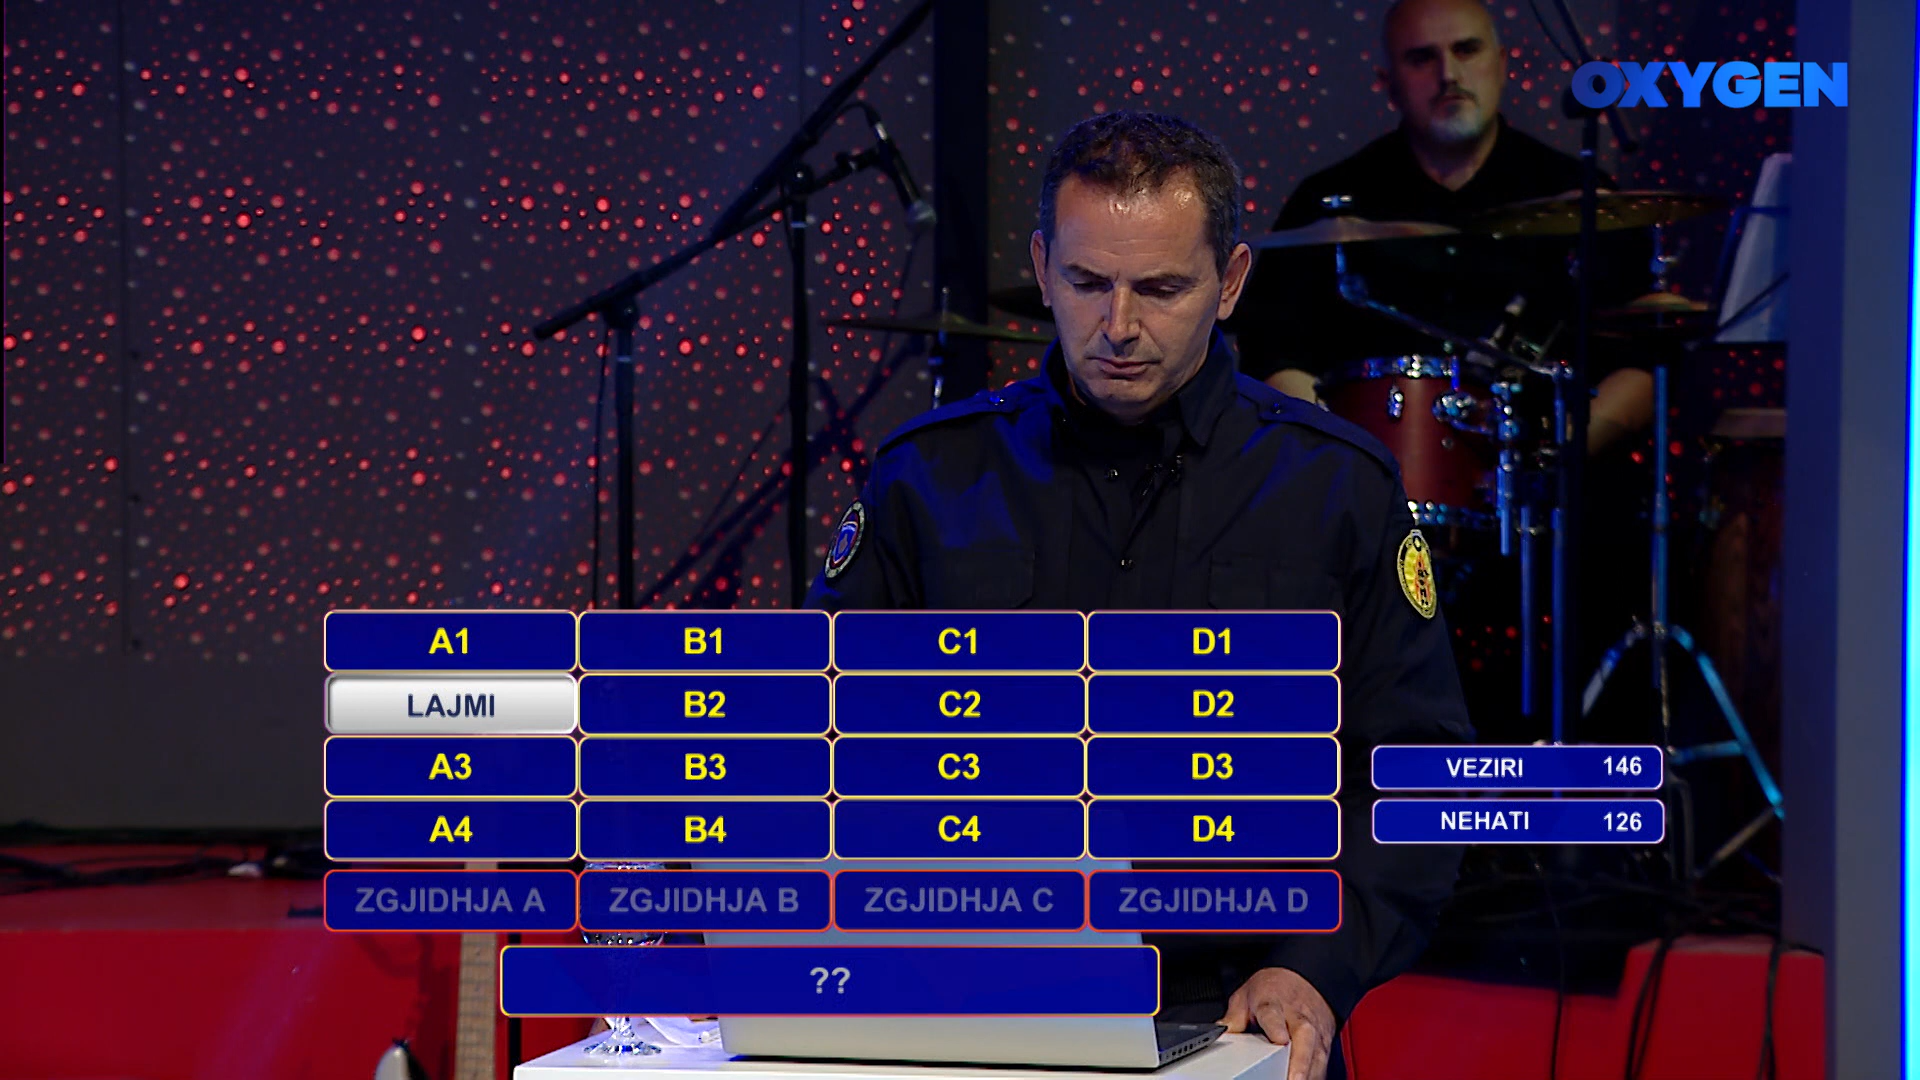 OXYGEN
A1 B1 C1 D1
LAJMI B2 C2 D2
A3 B3 C3 D3
VEZIRI 146
A4 B4 C4 D4
NEHATI 126
ZGJIDHJA A ZGJIDHJA B ZGJIDHJA C ZGJIDHJA D
??